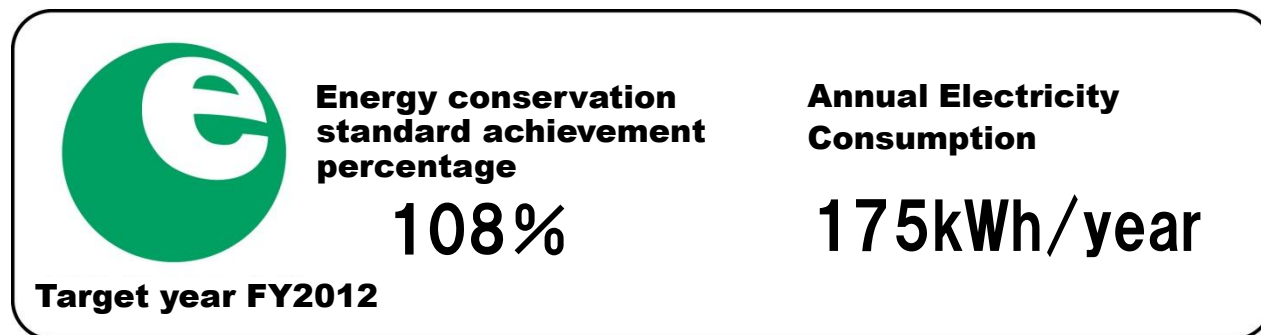 e
Energy conservation
standard achievement
percentage
108%
Annual Electricity
Consumption
175kWh/year
Target year FY2012